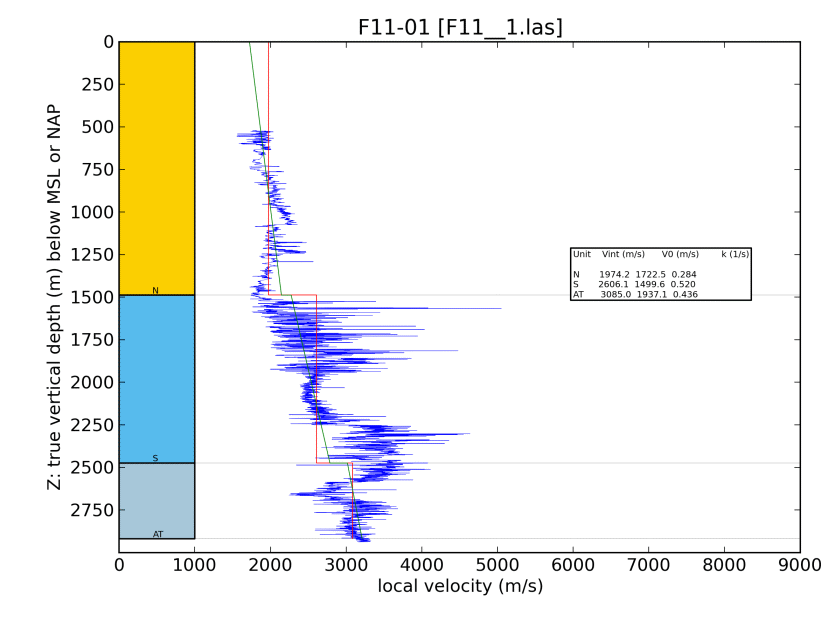 F11-01 [F11__1.las]
0
250
500
750
1000
1250
1500
1750
2000
2250
2500
2750
Z: true vertical depth (m) below MSL or NAP
N
S
AT
Unit Vint (m/s) V0 (m/s) k (1/s)
N 1974.2 1722.5 0.284
S 2606.1 1499.6 0.520
AT 3085.0 1937.1 0.436
0 1000 2000 3000 4000 5000 6000 7000 8000 9000
local velocity (m/s)